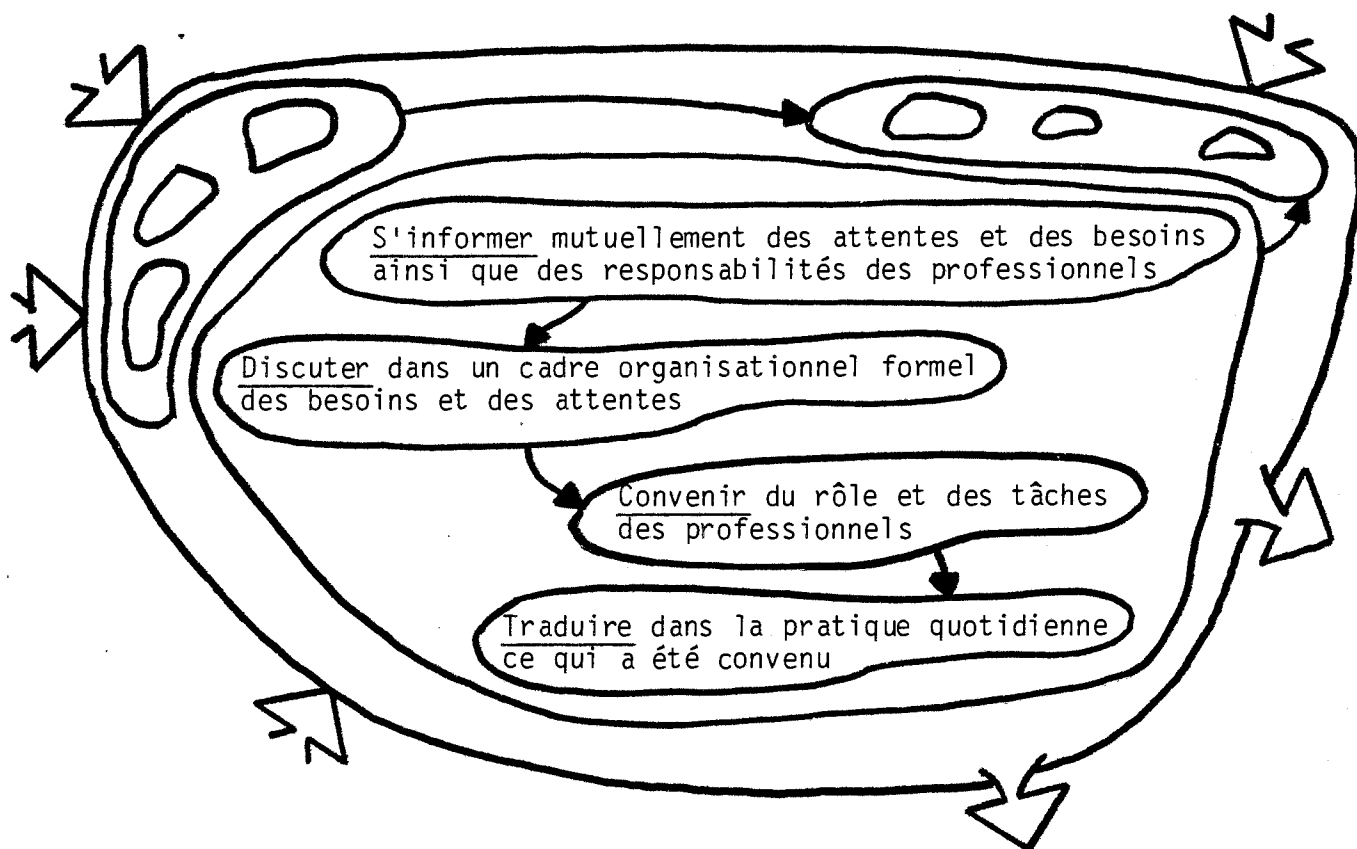 S'informer mutuellement des attentes et des besoins
ainsi que des responsabilités des professionnels
Discuter dans un cadre organisationnel formel
des besoins et des attentes
Convenir du rôle et des tâches
des professionnels
Traduire dans la pratique quotidienne
ce qui a été convenu